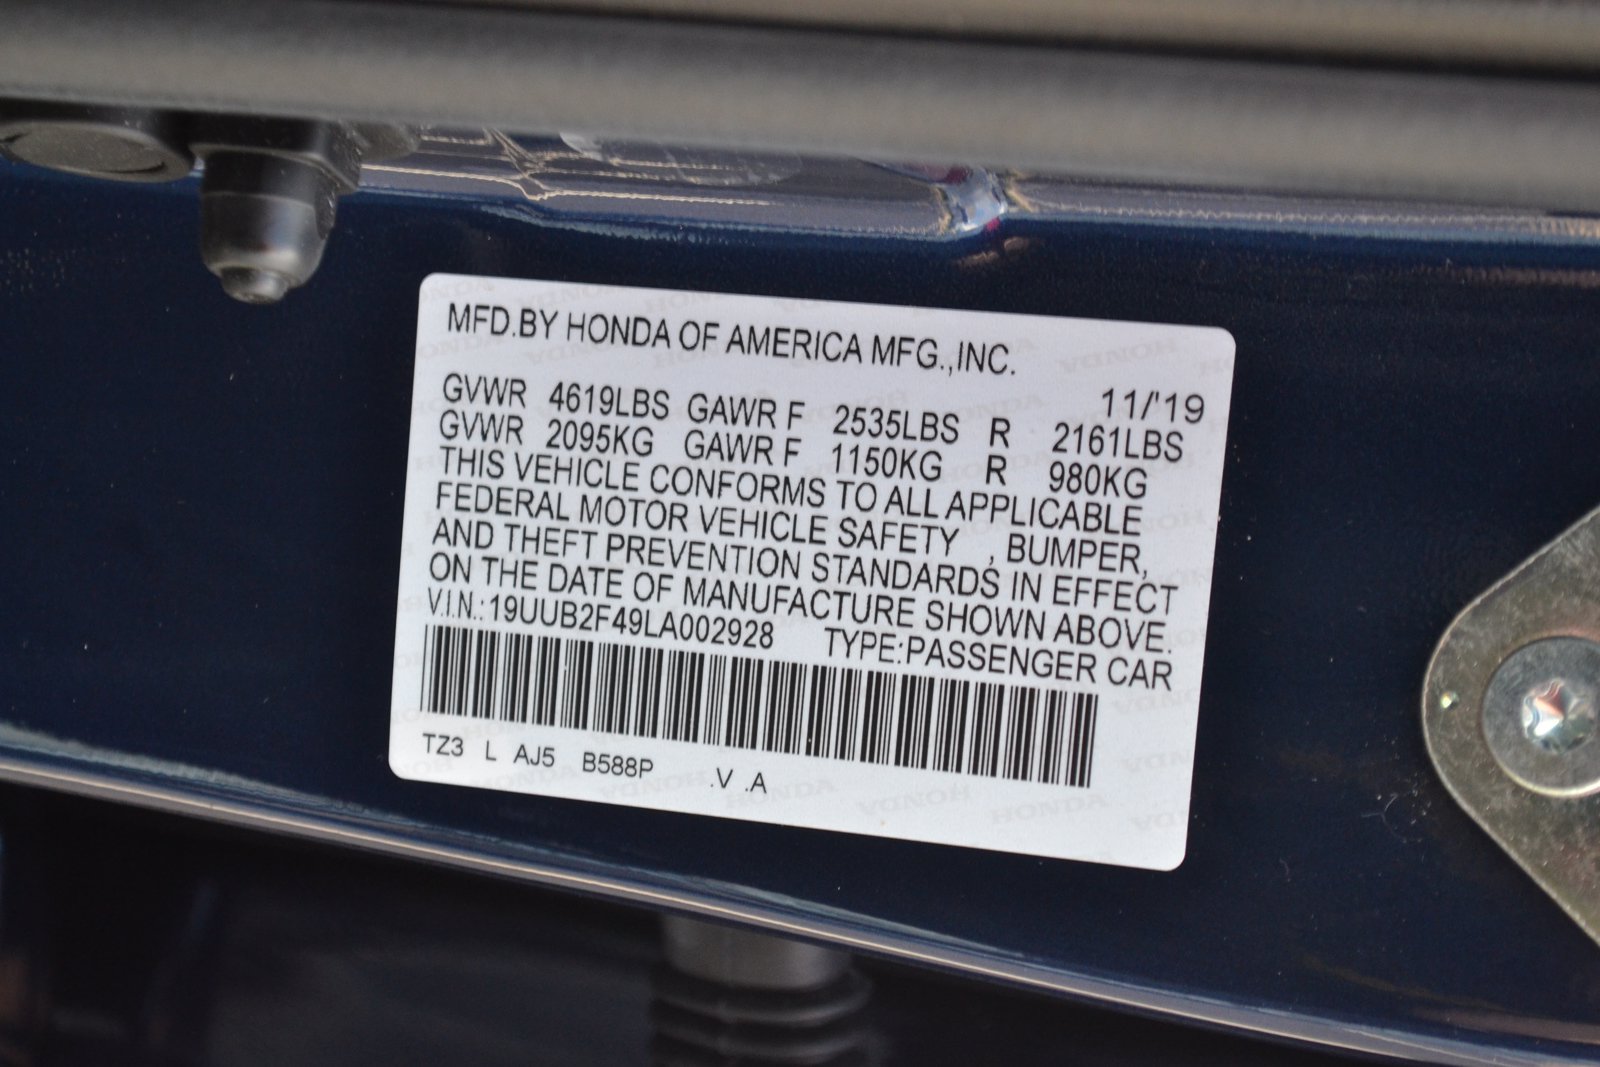 MFD.BY HONDA OF AMERICA MFG.,INC.
11/'19
GVWR 4619LBS GAWR F 2535LBS R 2161LBS
GVWR 2095KG GAWR F 1150KG R 980KG
THIS VEHICLE CONFORMS TO ALL APPLICABLE
FEDERAL MOTOR VEHICLE SAFETY , BUMPER,
AND THEFT PREVENTION STANDARDS IN EFFECT
ON THE DATE OF MANUFACTURE SHOWN ABOVE.
V.I.N.:19UUB2F49LA002928 TYPE:PASSENGER CAR
TZ3 L AJ5 B588P .V .A